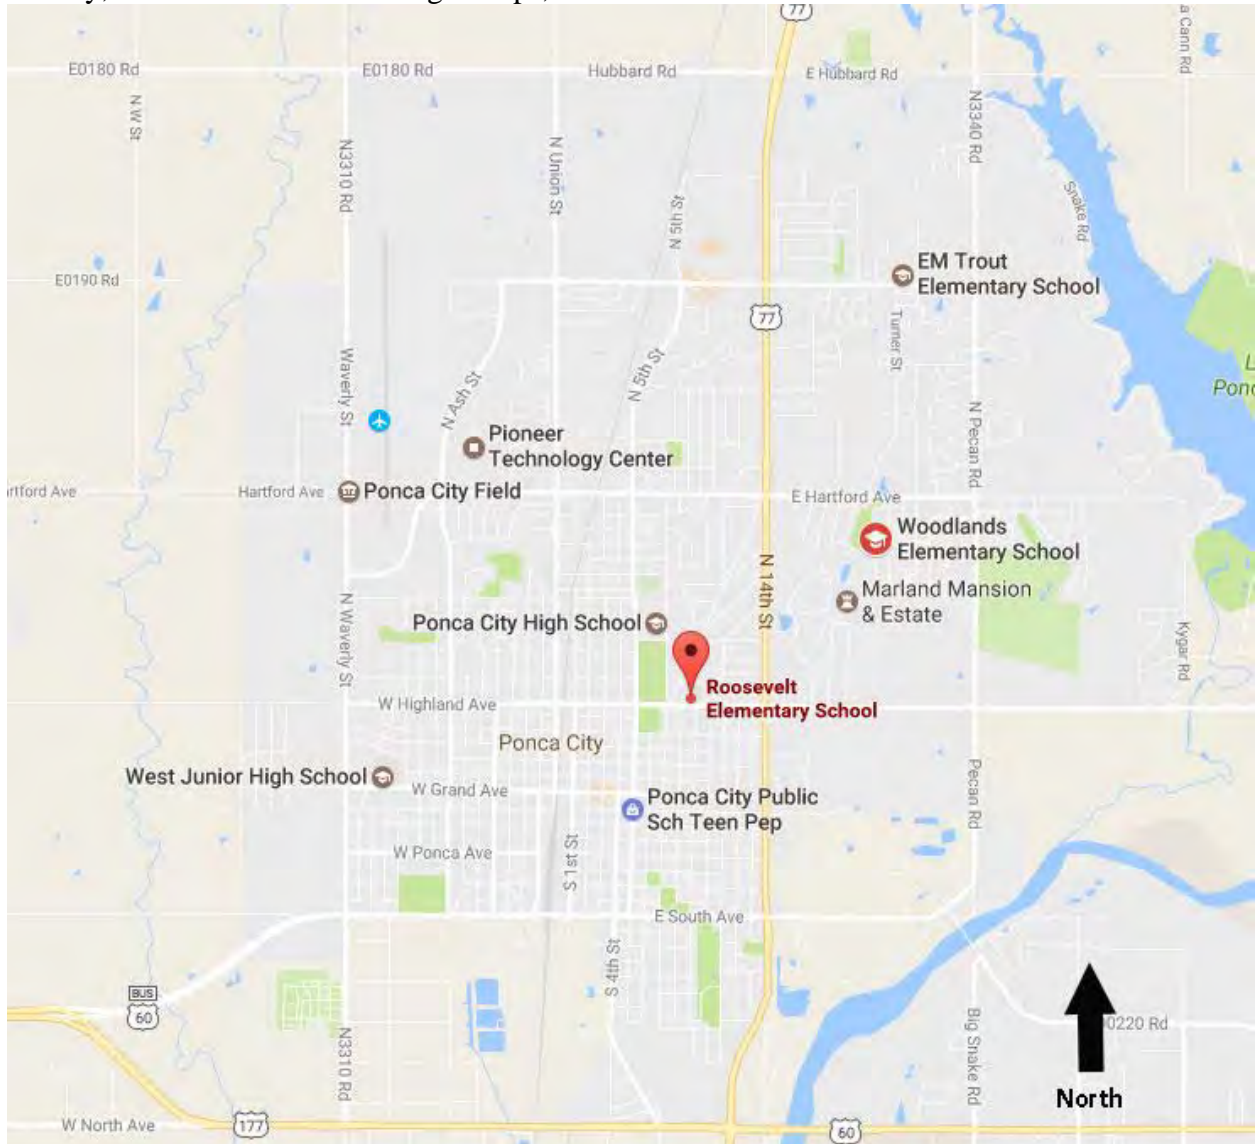 77
E0180 Rd
E0180 Rd
Hubbard Rd
E Hubbard Rd
a Cann Rd
N W St
N3310 Rd
N Union St
N 5th St
N3340 Rd
Snake Rd
EM Trout
Elementary School
E0190 Rd
77
Turner St
Waverly St
N Ash St
N 5th St
N Pecan Rd
Pioneer
Technology Center
Hartford Ave
Ponca City Field
E Hartford Ave
Woodlands
Elementary School
N 14th St
Marland Mansion
& Estate
N Waverly St
Ponca City High School
Kygar Rd
Roosevelt
Elementary School
W Highland Ave
Ponca City
West Junior High School
W Grand Ave
Ponca City Public
Sch Teen Pep
Pecan Rd
W Ponca Ave
S 1st St
E South Ave
S 4th St
BUS
60
0220 Rd
Big Snake Rd
N3310 Rd
North
W North Ave
177
60